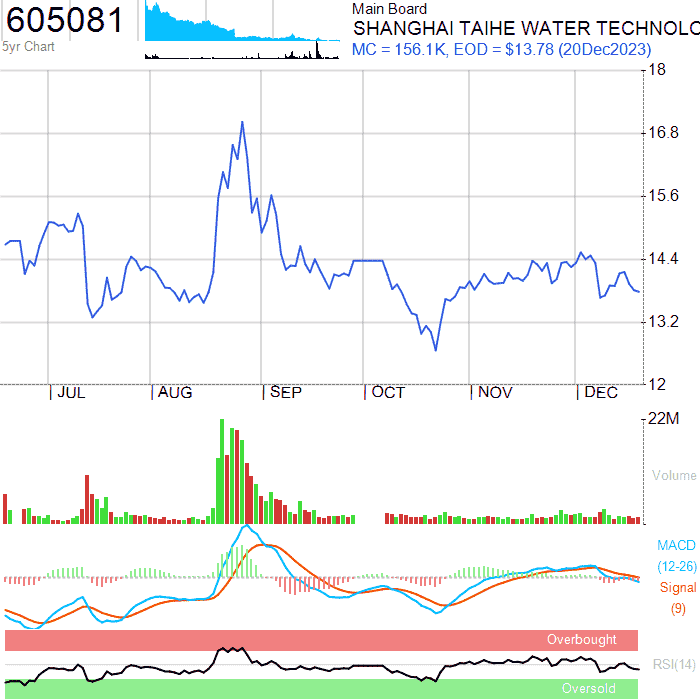 605081
5yr Chart
Main Board
SHANGHAI TAIHE WATER TECHNOLO
MC = 156.1K, EOD = $13.78 (20Dec2023)
18
16.8
15.6
14.4
13.2
12
JUL AUG SEP OCT NOV DEC
22M
Volume
MACD
(12-26)
Signal
(9)
Overbought
RSI(14)
Oversold